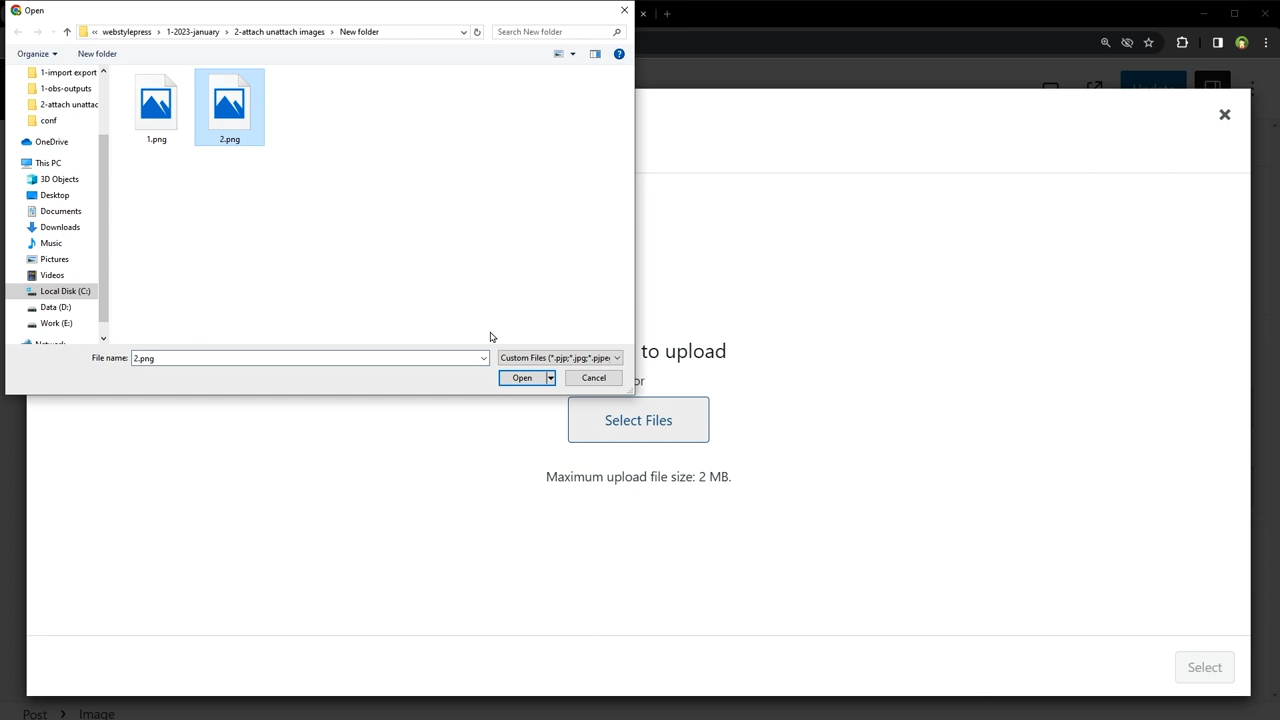 Open
« webstylepress > 1-2023-january > 2-attach unattach images > New folder
Search New folder
Organize
New folder
1-import export
1-obs-outputs
2-attach unattac
conf
OneDrive
This PC
3D Objects
Desktop
Documents
Downloads
Music
Pictures
Videos
Local Disk (C:)
Data (D:)
Work (E:)
1.png
2.png
File name:
2.png
Custom Files (*.pjp;*.jpg;*.pjpe
Open
Cancel
to upload
or
Select Files
Maximum upload file size: 2 MB.
Select
Post > Image